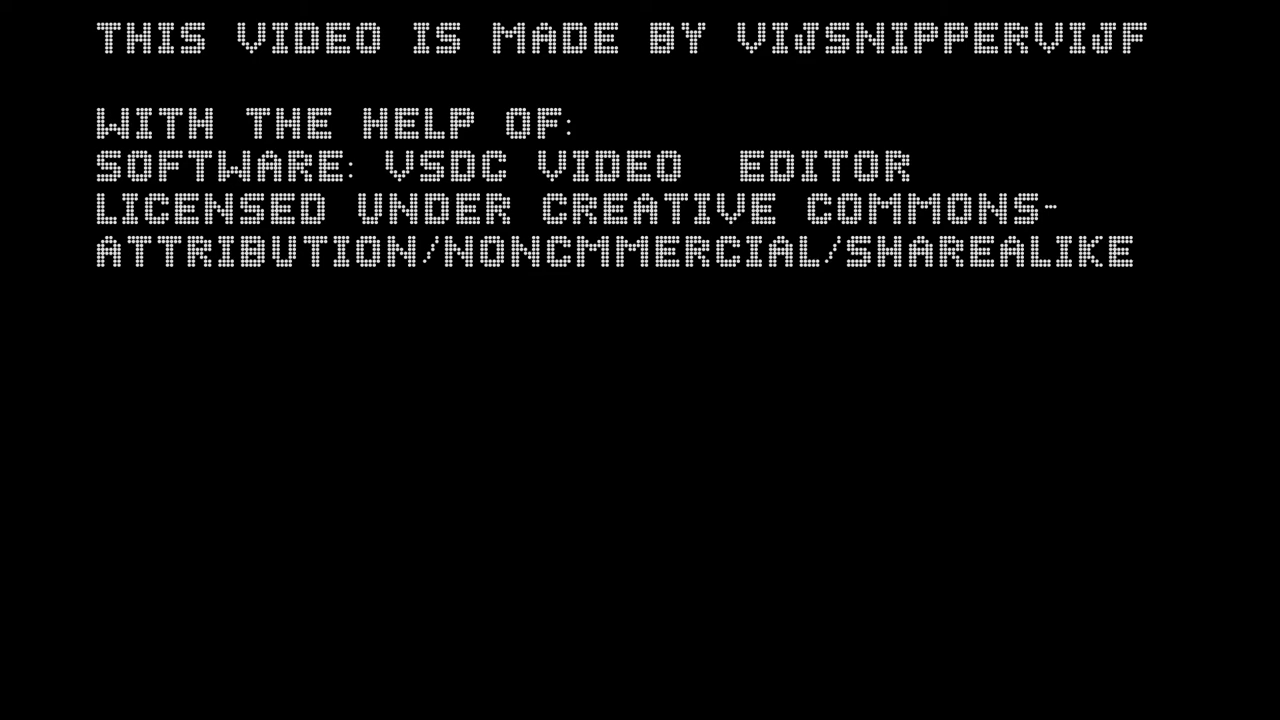 THIS VIDEO IS MADE BY VIJSNIPPERVIJF
WITH THE HELP OF:
SOFTWARE: VSDC VIDEO  EDITOR
LICENSED UNDER CREATIVE COMMONS-
ATTRIBUTION/NONCMMERCIAL/SHAREALIKE